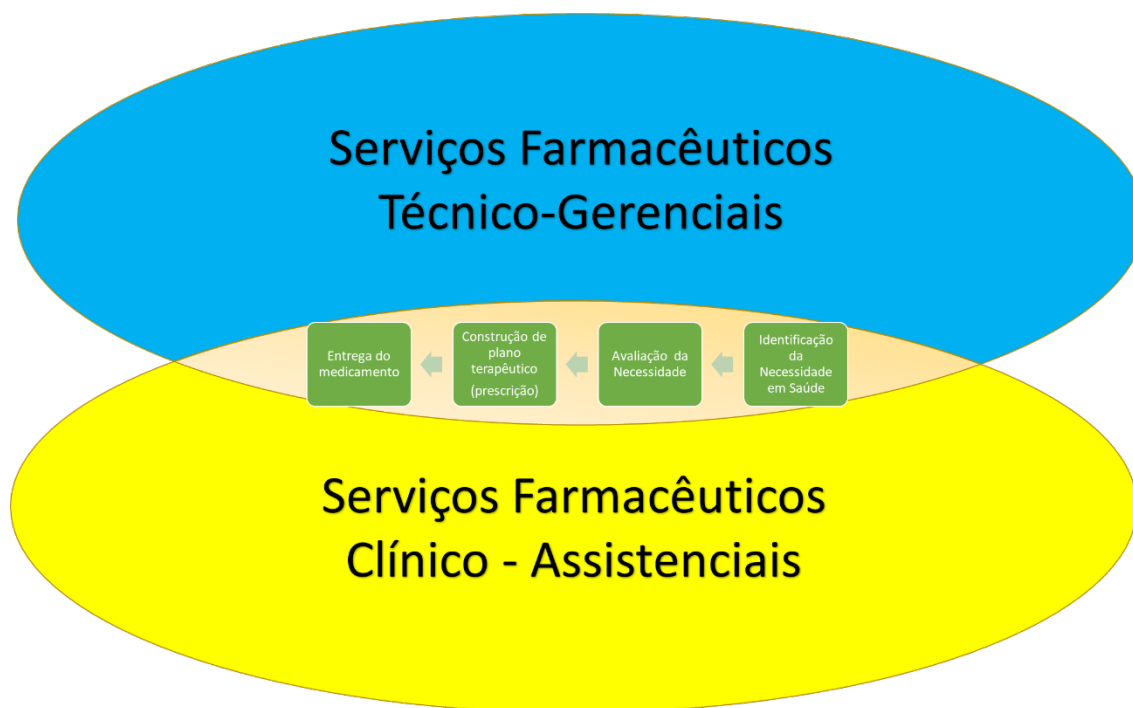 Serviços Farmacêuticos
Técnico-Gerenciais
Entrega do
medicamento
Construção de
plano
terapêutico
(prescrição)
Avaliação da
Necessidade
Identificação
da
Necessidade
em Saúde
Serviços Farmacêuticos
Clínico - Assistenciais